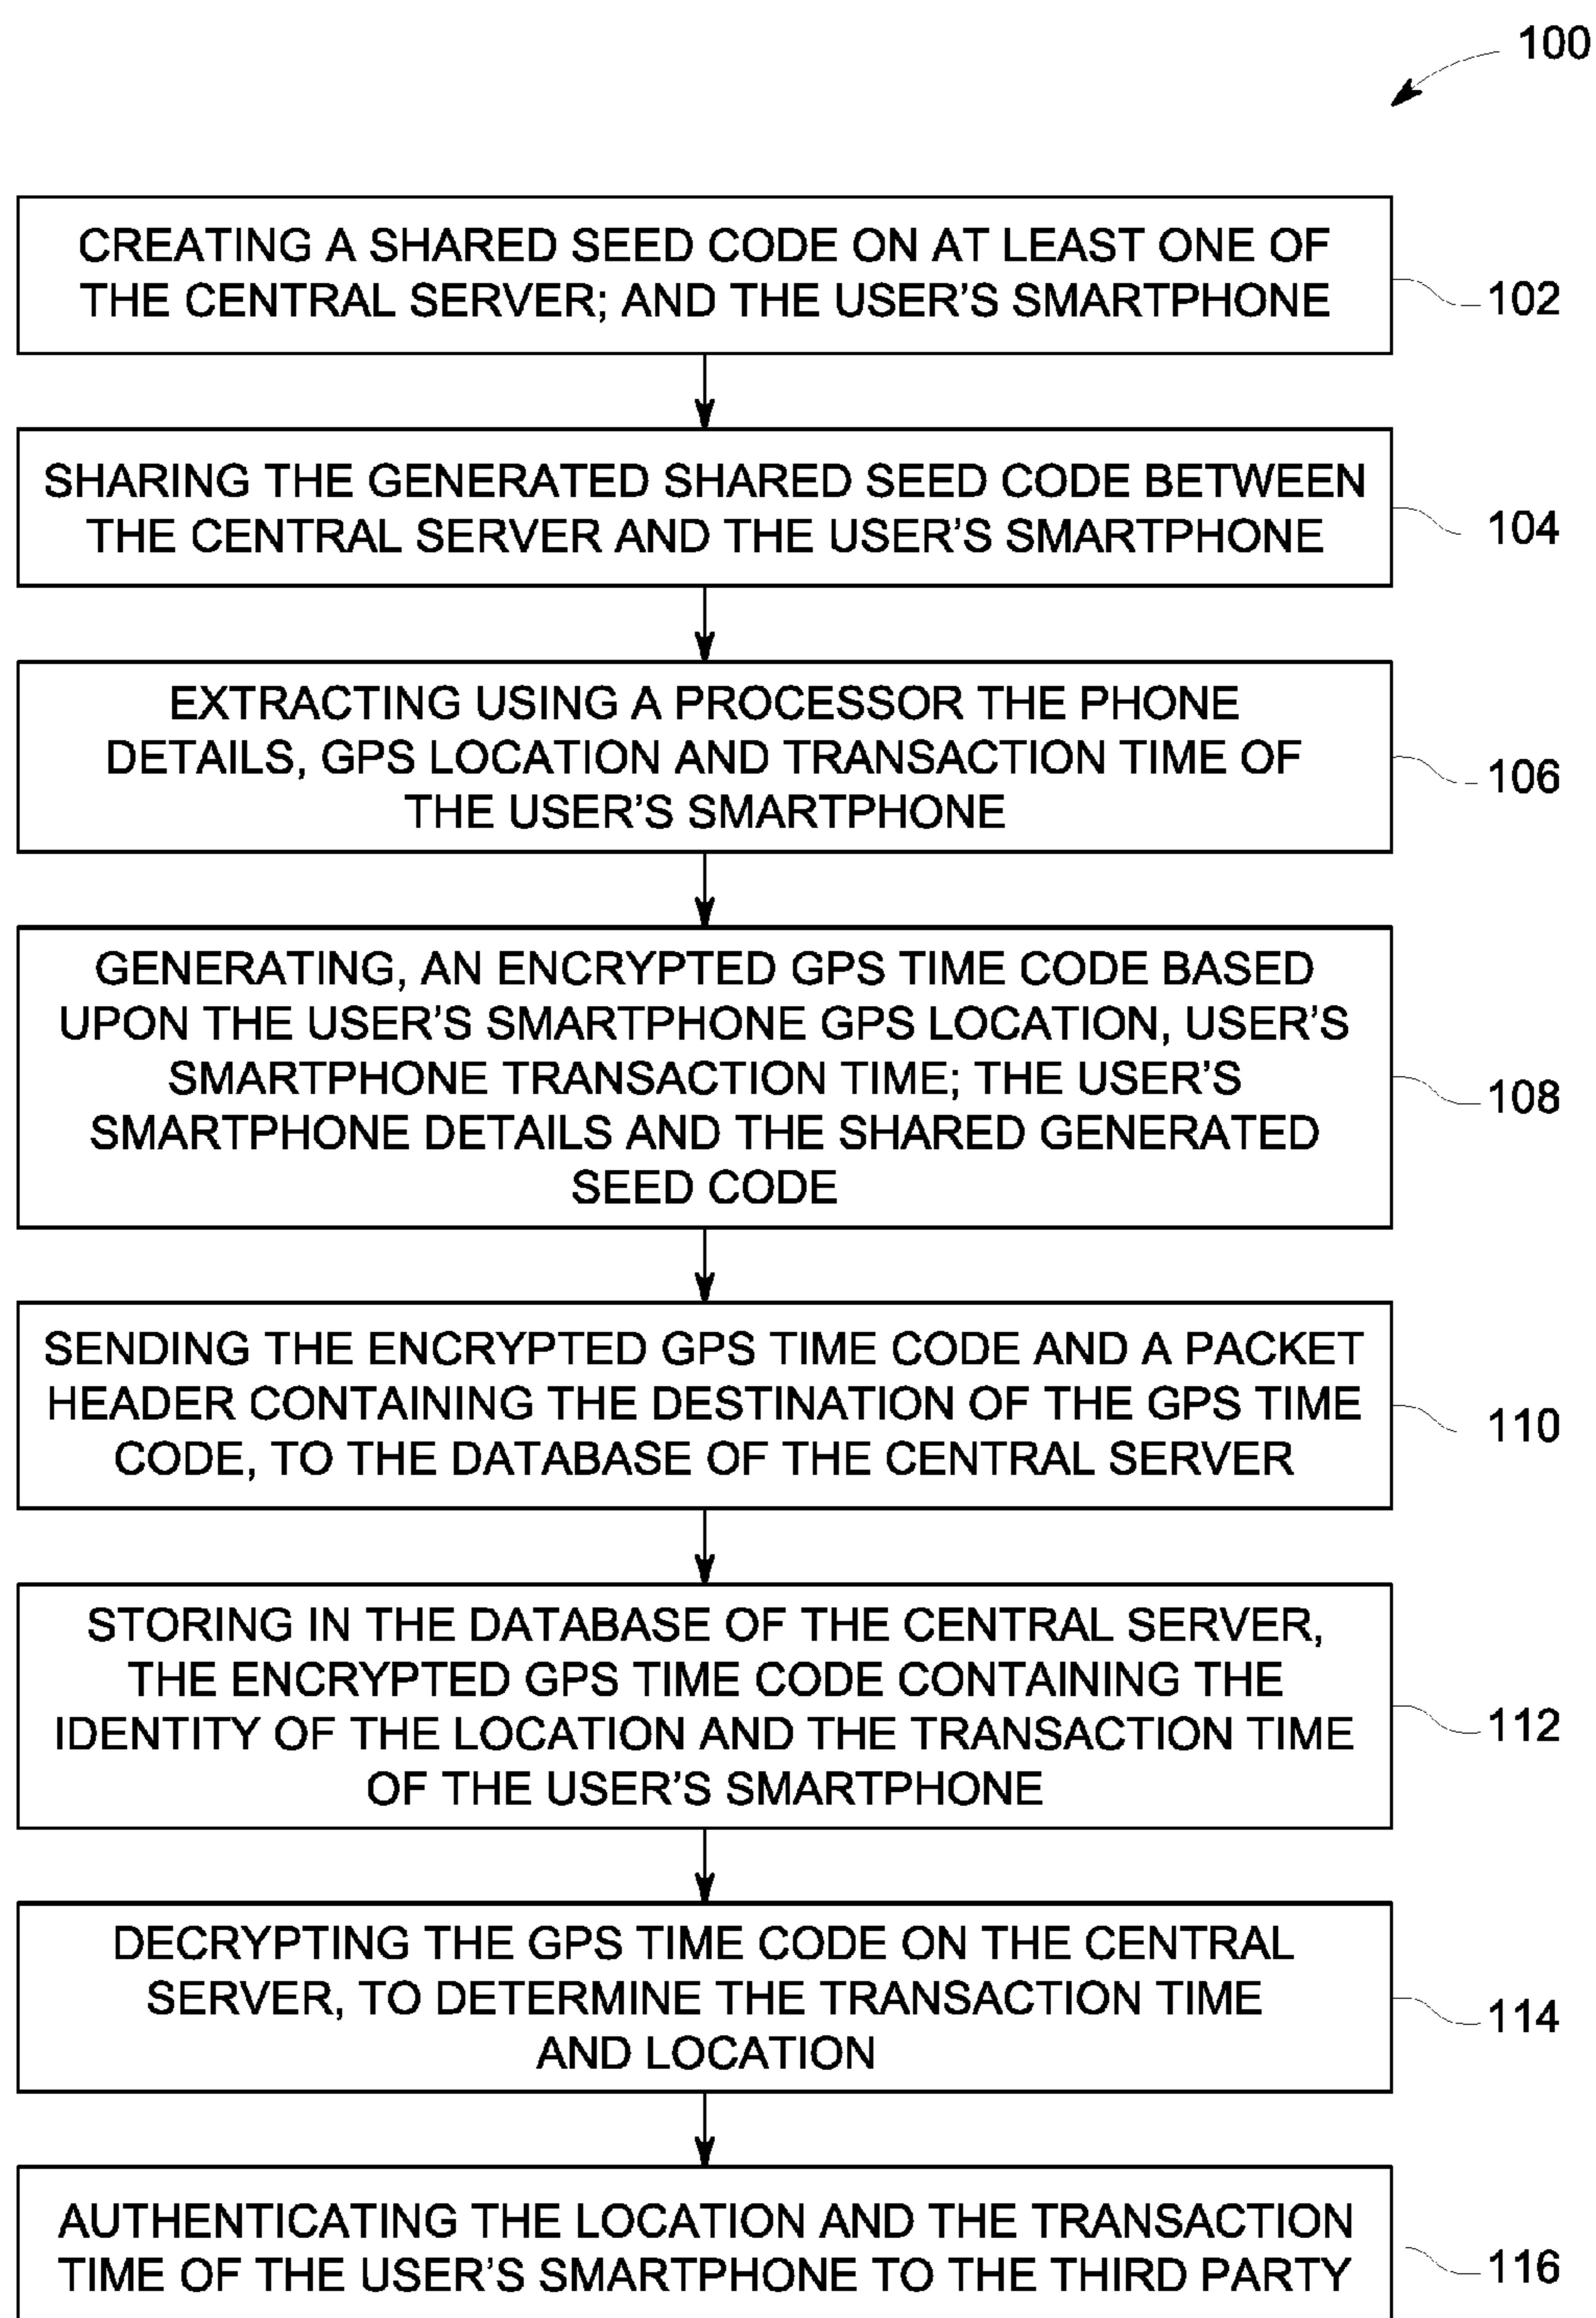 100
CREATING A SHARED SEED CODE ON AT LEAST ONE OF
THE CENTRAL SERVER; AND THE USER'S SMARTPHONE
102
SHARING THE GENERATED SHARED SEED CODE BETWEEN
THE CENTRAL SERVER AND THE USER'S SMARTPHONE
104
EXTRACTING USING A PROCESSOR THE PHONE
DETAILS, GPS LOCATION AND TRANSACTION TIME OF
THE USER'S SMARTPHONE
106
GENERATING, AN ENCRYPTED GPS TIME CODE BASED
UPON THE USER'S SMARTPHONE GPS LOCATION, USER'S
SMARTPHONE TRANSACTION TIME; THE USER'S
SMARTPHONE DETAILS AND THE SHARED GENERATED
SEED CODE
108
SENDING THE ENCRYPTED GPS TIME CODE AND A PACKET
HEADER CONTAINING THE DESTINATION OF THE GPS TIME
CODE, TO THE DATABASE OF THE CENTRAL SERVER
110
STORING IN THE DATABASE OF THE CENTRAL SERVER,
THE ENCRYPTED GPS TIME CODE CONTAINING THE
IDENTITY OF THE LOCATION AND THE TRANSACTION TIME
OF THE USER'S SMARTPHONE
112
DECRYPTING THE GPS TIME CODE ON THE CENTRAL
SERVER, TO DETERMINE THE TRANSACTION TIME
AND LOCATION
114
AUTHENTICATING THE LOCATION AND THE TRANSACTION
TIME OF THE USER'S SMARTPHONE TO THE THIRD PARTY
116